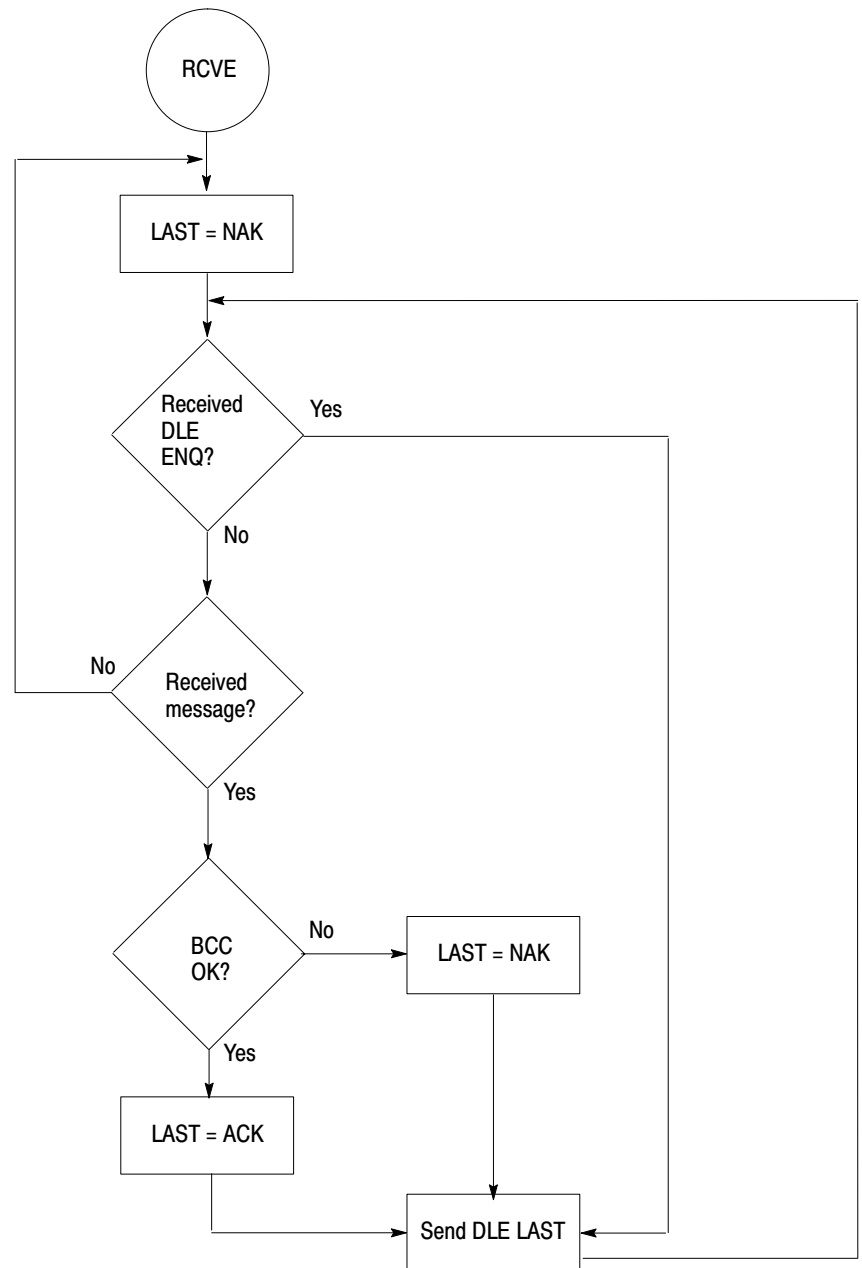 RCVE
LAST = NAK
Received
DLE
ENQ?
Yes
No
No
Received
message?
Yes
BCC
OK?
No
LAST = NAK
Yes
LAST = ACK
Send DLE LAST